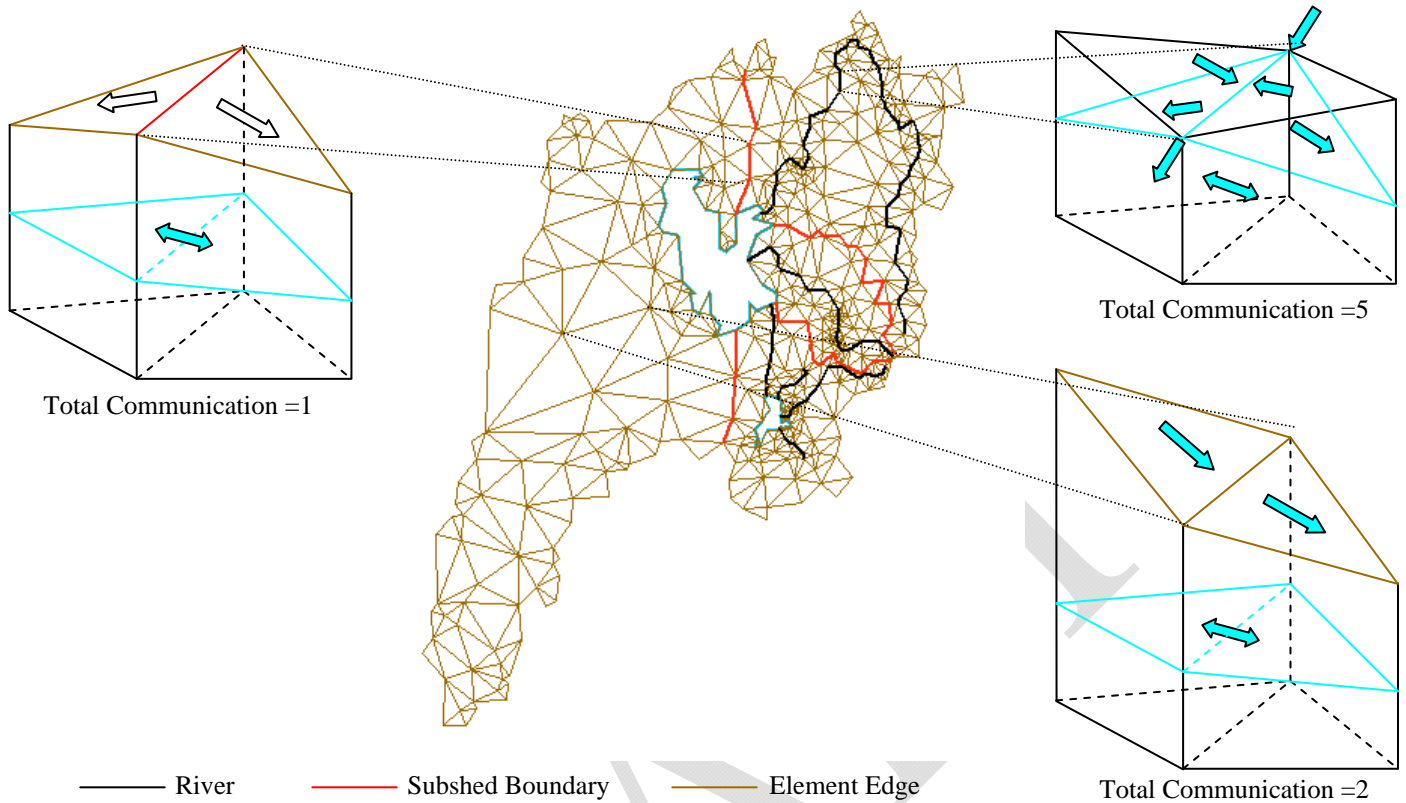 Total Communication =5
Total Communication =1
River
Subshed Boundary
Element Edge
Total Communication =2